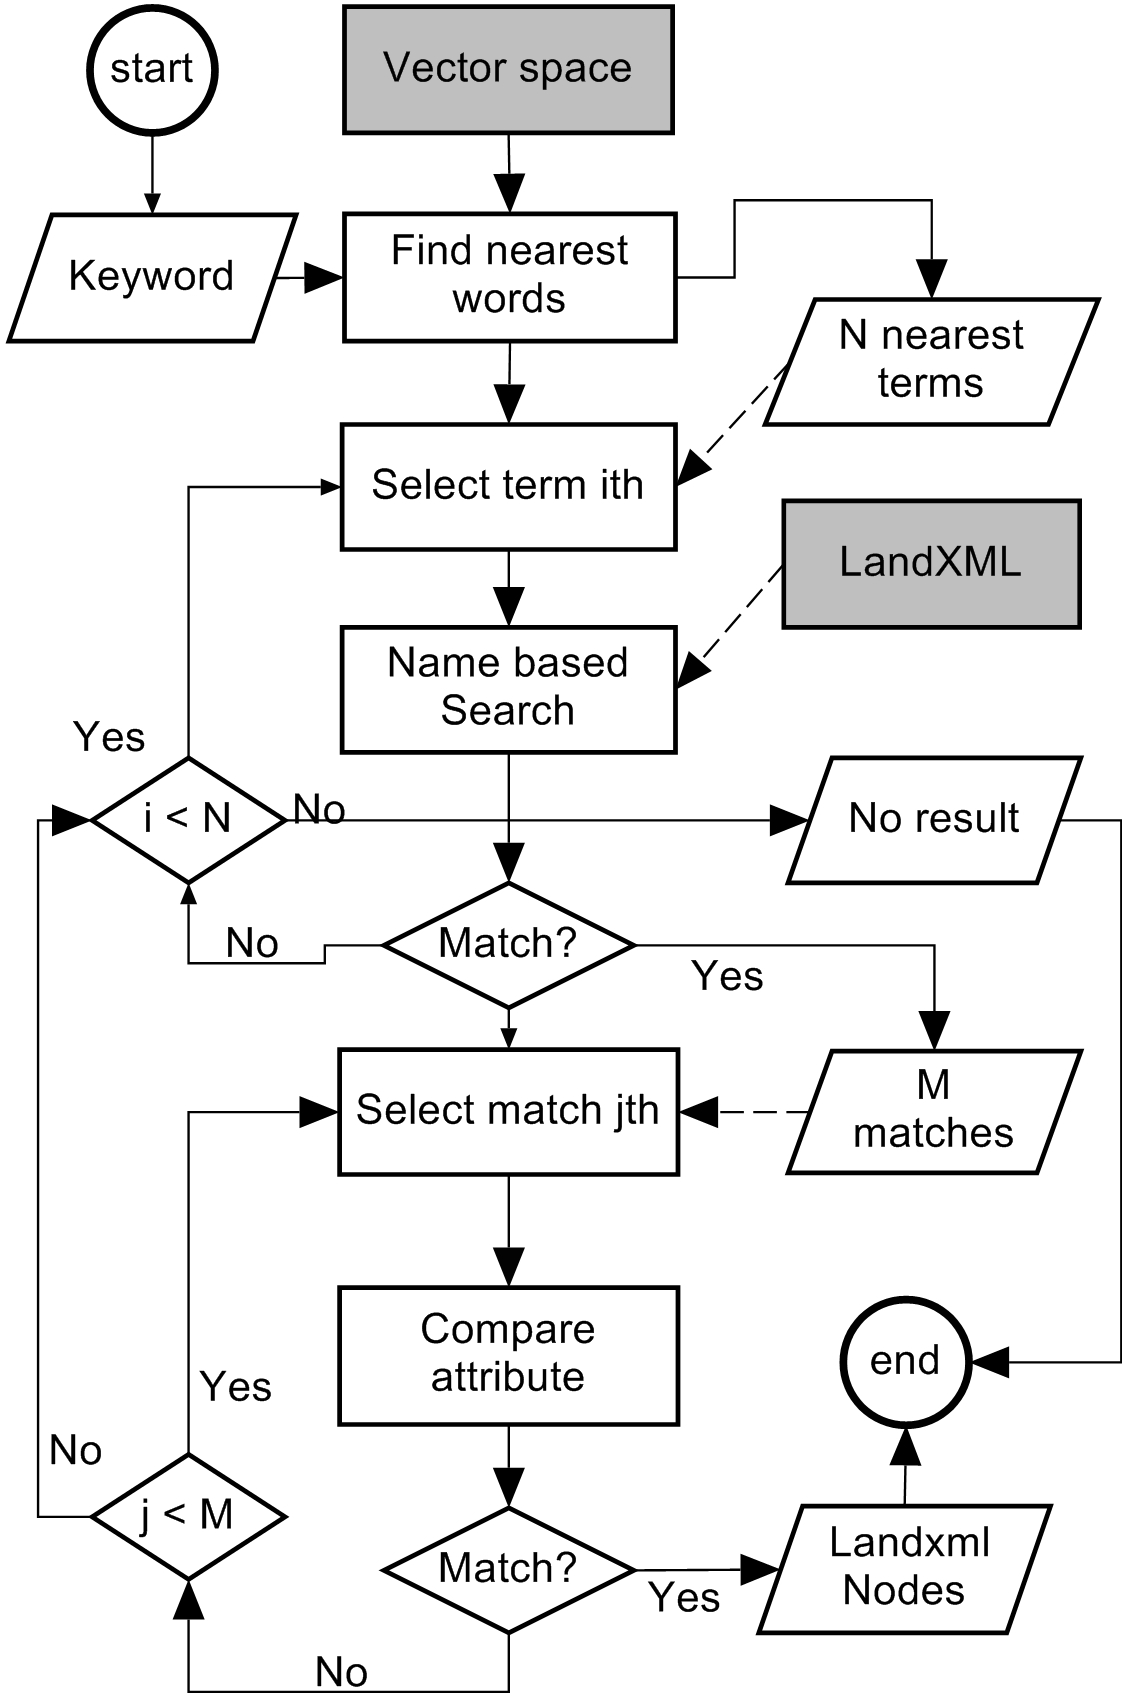 start
Vector space
Keyword
Find nearest
words
N nearest
terms
Select term ith
LandXML
Name based
Search
Yes
i < N
No
No result
Match?
No
Yes
Select match jth
M
matches
Compare
attribute
end
Yes
No
j < M
Match?
Yes
Landxml
Nodes
No